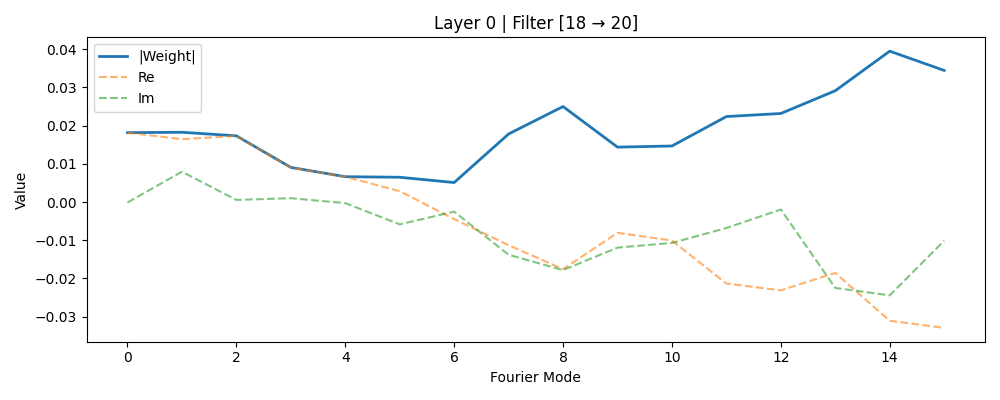 Layer 0 | Filter [18 → 20]
|Weight|
Re
Im
0.04
0.03
0.02
0.01
0.00
−0.01
−0.02
−0.03
Value
0 2 4 6 8 10 12 14
Fourier Mode